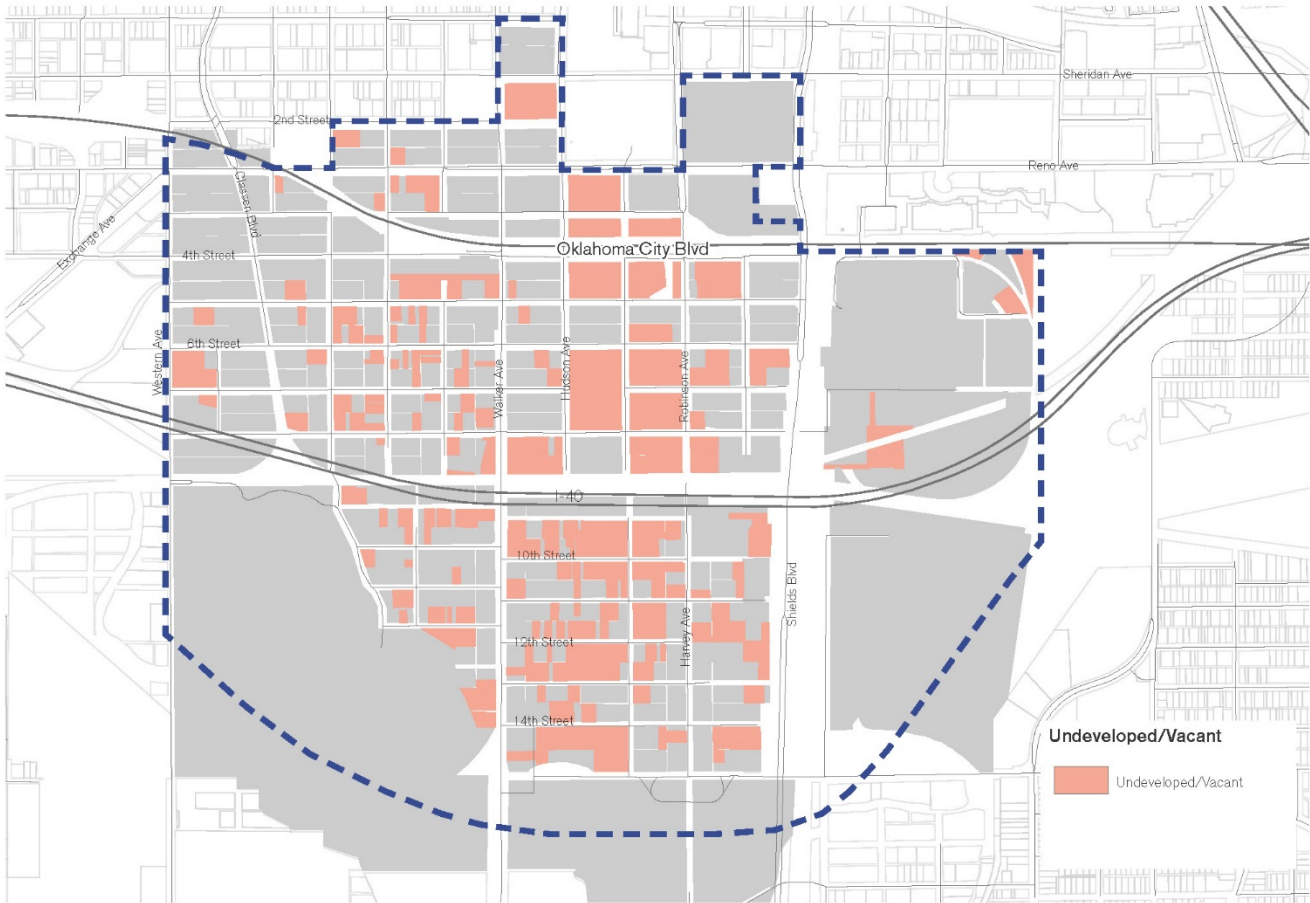 Sheridan Ave
2nd Street
Reno Ave
Classen Blvd
Exchange Ave
Oklahoma City Blvd
4th Street
6th Street
Western Ave
Walker Ave
Hudson Ave
Robinson Ave
I-40
10th Street
Shields Blvd
12th Street
Harvey Ave
14th Street
Undeveloped/Vacant
Undeveloped/Vacant